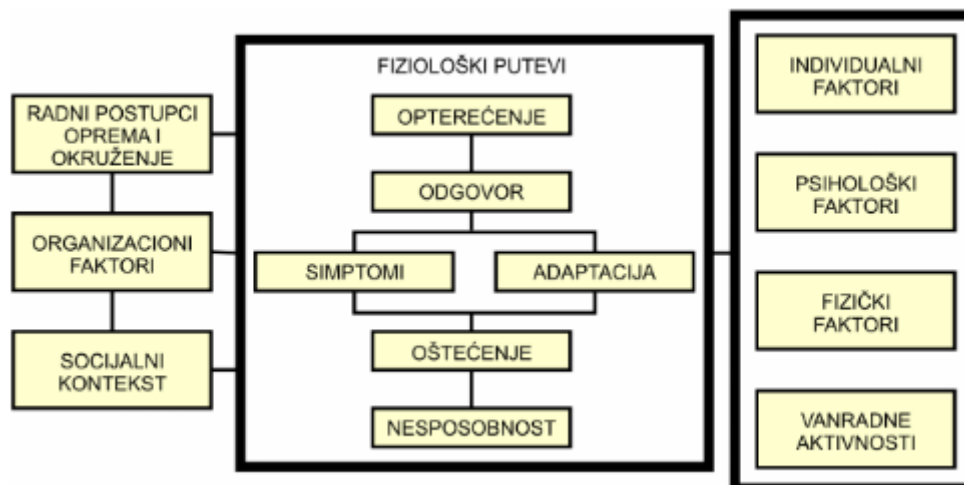 RADNI POSTUPCI
OPREMA I
OKRUŽENJE
ORGANIZACIONI
FAKTORI
SOCIJALNI
KONTEKST
FIZIOLOŠKI PUTEVI
OPTEREĆENJE
ODGOVOR
SIMPTOMI
ADAPTACIJA
OŠTEĆENJE
NESPOSOBNOST
INDIVIDUALNI
FAKTORI
PSIHOLOŠKI
FAKTORI
FIZIČKI
FAKTORI
VANRADNE
AKTIVNOSTI